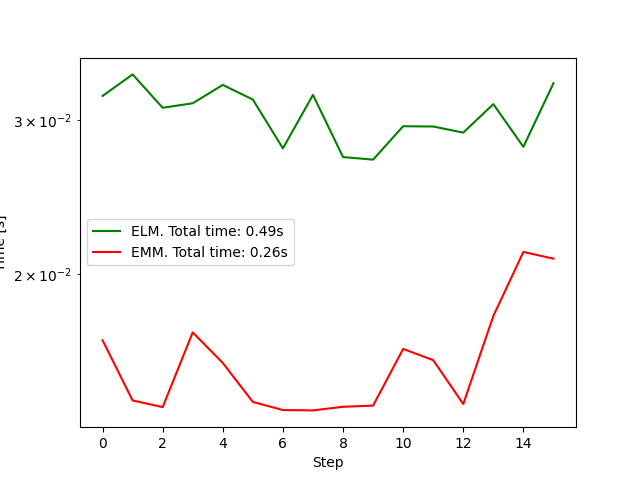 3 × 10⁻²
2 × 10⁻²
Time [s]
ELM. Total time: 0.49s
EMM. Total time: 0.26s
0 2 4 6 8 10 12 14
Step